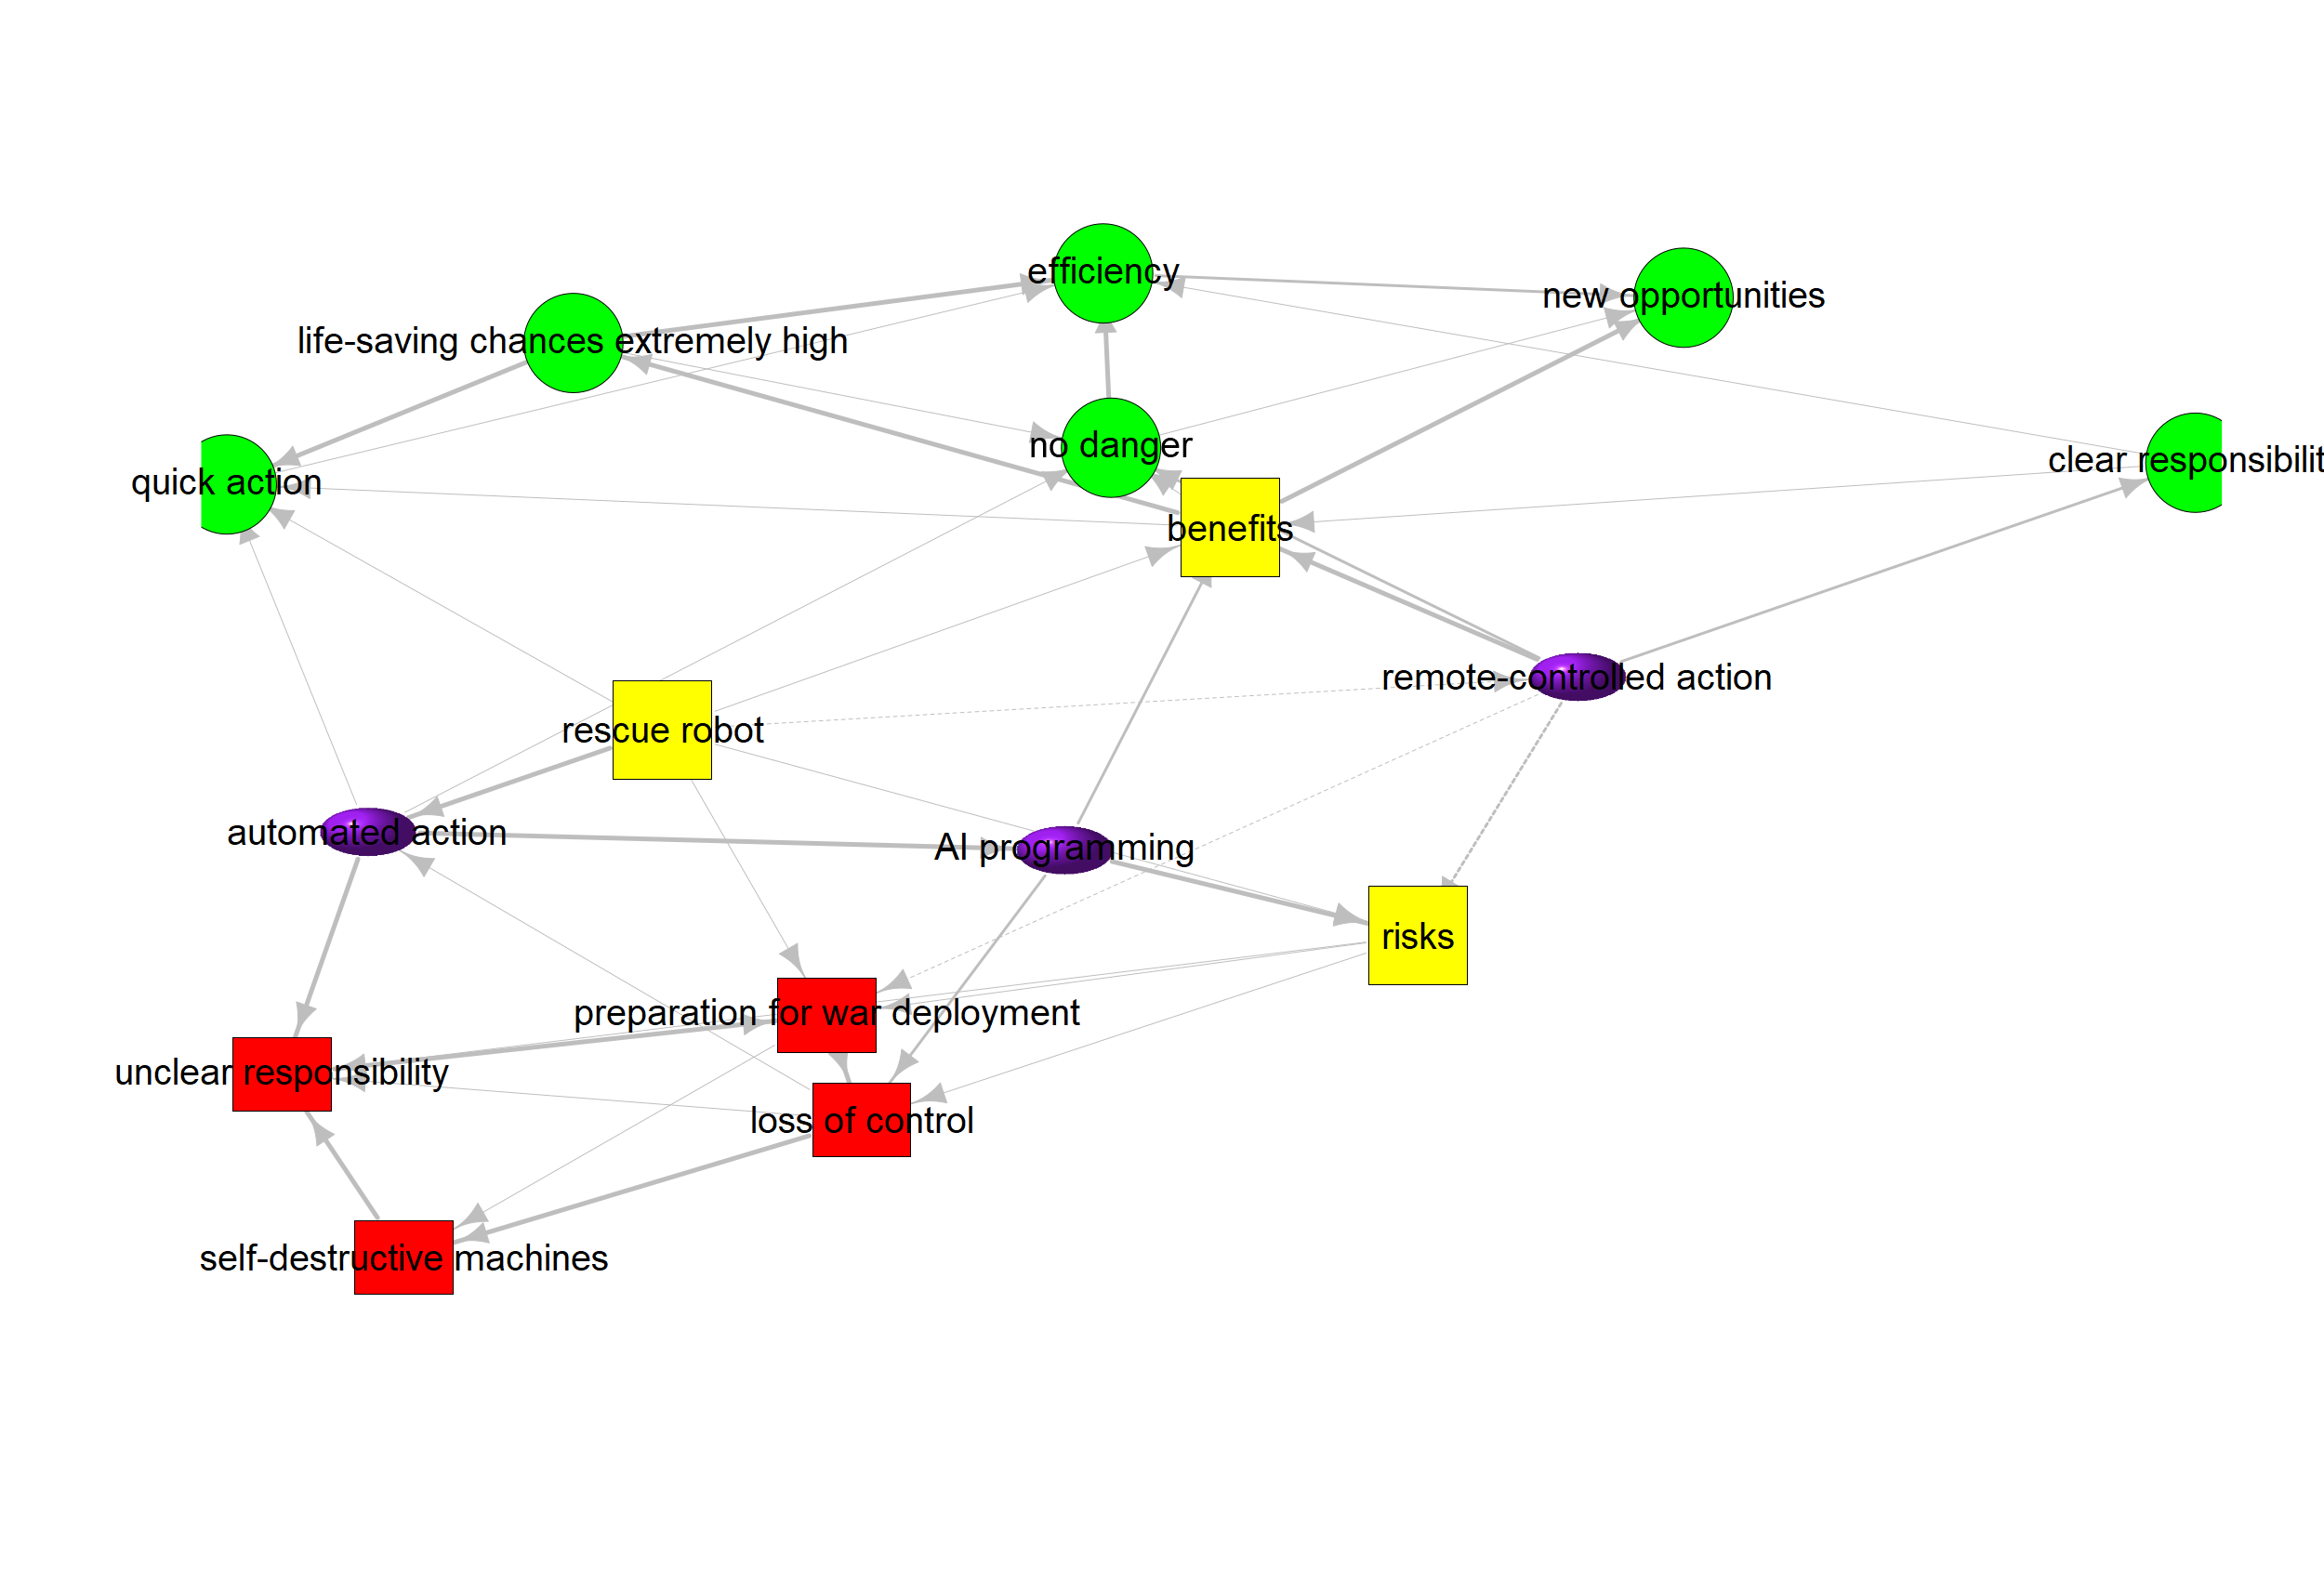 efficiency
new opportunities
life-saving chances extremely high
no danger
clear responsibilit
quick action
benefits
remote-controlled action
rescue robot
automated action
AI programming
risks
preparation for war deployment
unclear responsibility
loss of control
self-destructive machines